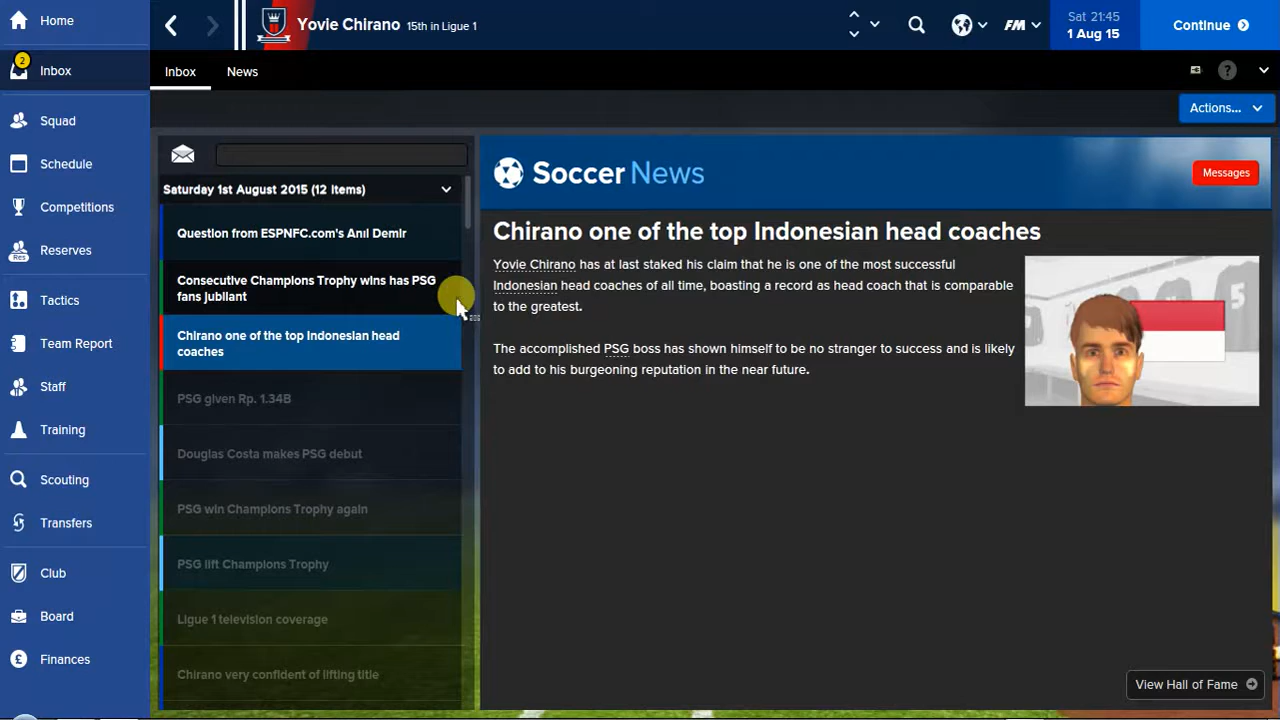 Home
Yovie Chirano 15th in Ligue 1
FM
Sat 21:45
1 Aug 15
Continue
2
Inbox
Inbox
News
Actions...
Squad
Schedule
Competitions
Res
Reserves
Tactics
Team Report
Staff
Training
Scouting
Transfers
Club
Board
£
Finances
Saturday 1st August 2015 (12 Items)
Question from ESPNFC.com's Anıl Demir
Consecutive Champions Trophy wins has PSG
fans jubilant
Chirano one of the top Indonesian head
coaches
PSG given Rp. 1.34B
Douglas Costa makes PSG debut
PSG win Champions Trophy again
PSG lift Champions Trophy
Ligue 1 television coverage
Chirano very confident of lifting title
Soccer News
Messages
Chirano one of the top Indonesian head coaches
Yovie Chirano has at last staked his claim that he is one of the most successful
Indonesian head coaches of all time, boasting a record as head coach that is comparable
to the greatest.
The accomplished PSG boss has shown himself to be no stranger to success and is likely
to add to his burgeoning reputation in the near future.
5
View Hall of Fame